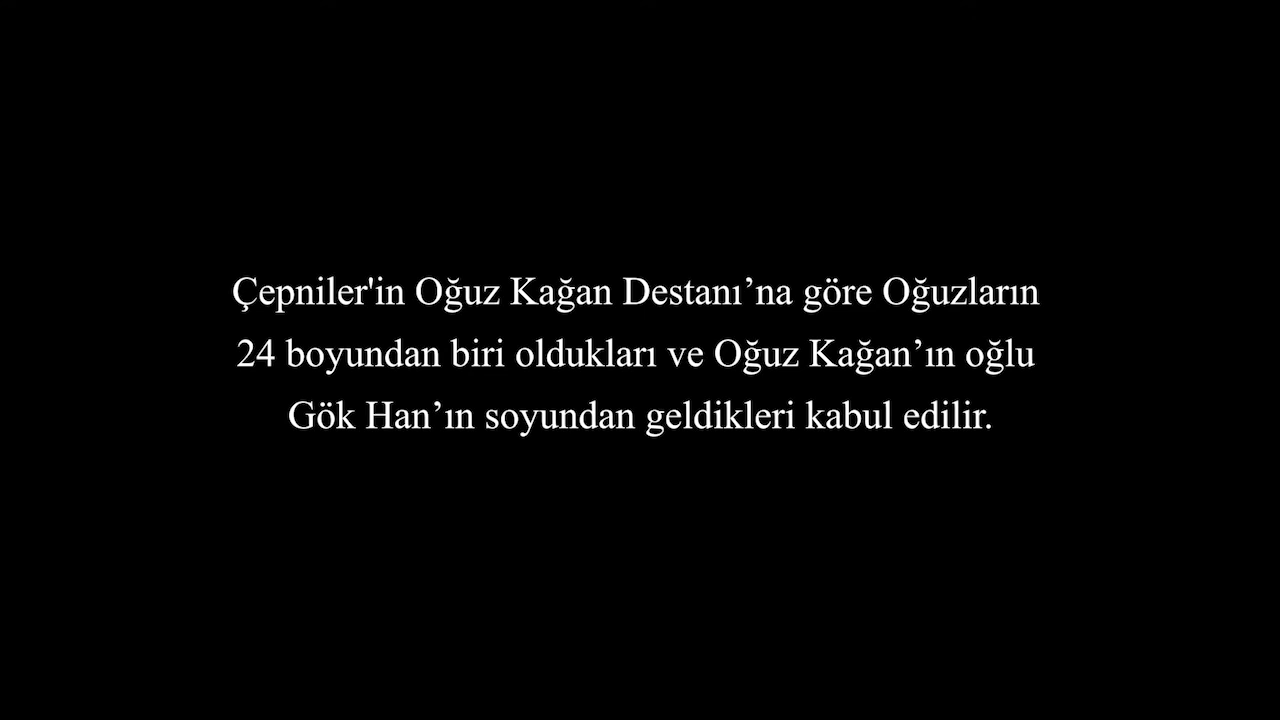 Çepniler'in Oğuz Kağan Destanı’na göre Oğuzların
24 boyundan biri oldukları ve Oğuz Kağan’ın oğlu
Gök Han’ın soyundan geldikleri kabul edilir.